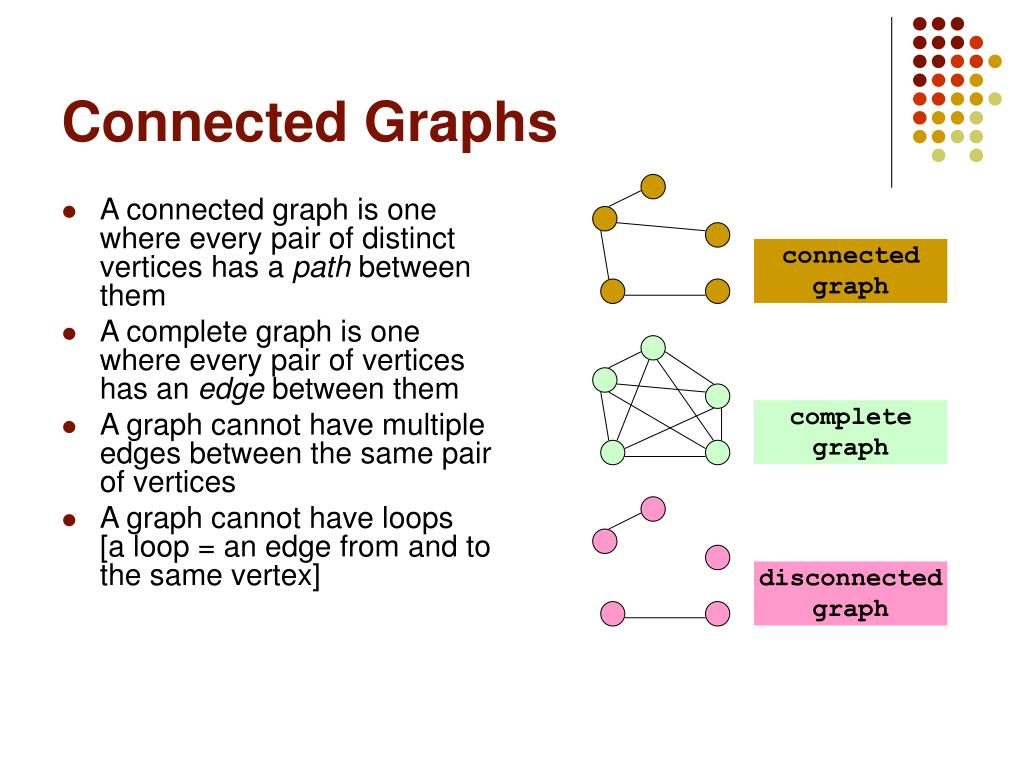 Connected Graphs
A connected graph is one
where every pair of distinct
vertices has a path between
them
A complete graph is one
where every pair of vertices
has an edge between them
A graph cannot have multiple
edges between the same pair
of vertices
A graph cannot have loops
[a loop = an edge from and to
the same vertex]
connected
graph
complete
graph
disconnected
graph